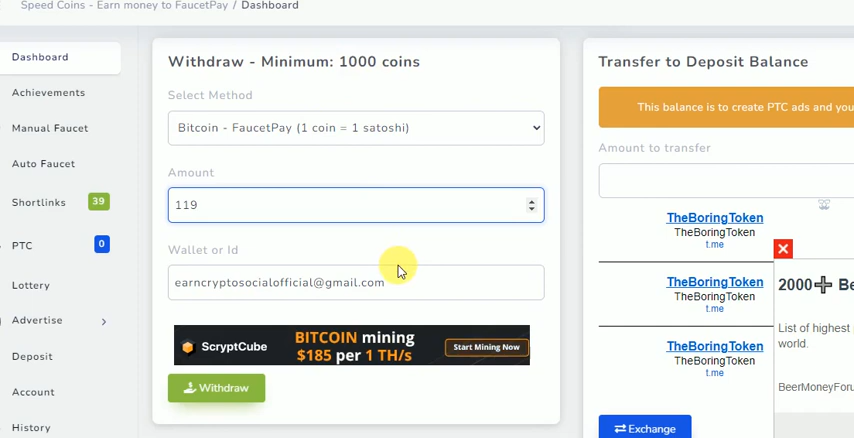 Speed Coins - Earn money to FaucetPay / Dashboard
Dashboard
Achievements
Manual Faucet
Auto Faucet
Shortlinks 39
PTC 0
Lottery
Advertise
Deposit
Account
History
Withdraw - Minimum: 1000 coins
Select Method
Bitcoin - FaucetPay (1 coin = 1 satoshi)
Amount
119
Wallet or Id
earncryptosocialofficial@gmail.com
ScryptCube
BITCOIN mining
$185 per 1 TH/s
Start Mining Now
Withdraw
Transfer to Deposit Balance
This balance is to create PTC ads and you
Amount to transfer
TheBoringToken
TheBoringToken
t.me
TheBoringToken
TheBoringToken
t.me
TheBoringToken
TheBoringToken
t.me
Exchange
2000➕ Be
List of highest
world.
BeerMoneyFor